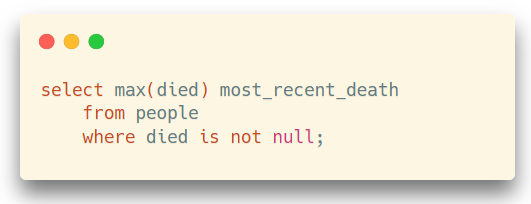 select max(died) most_recent_death
    from people
    where died is not null;